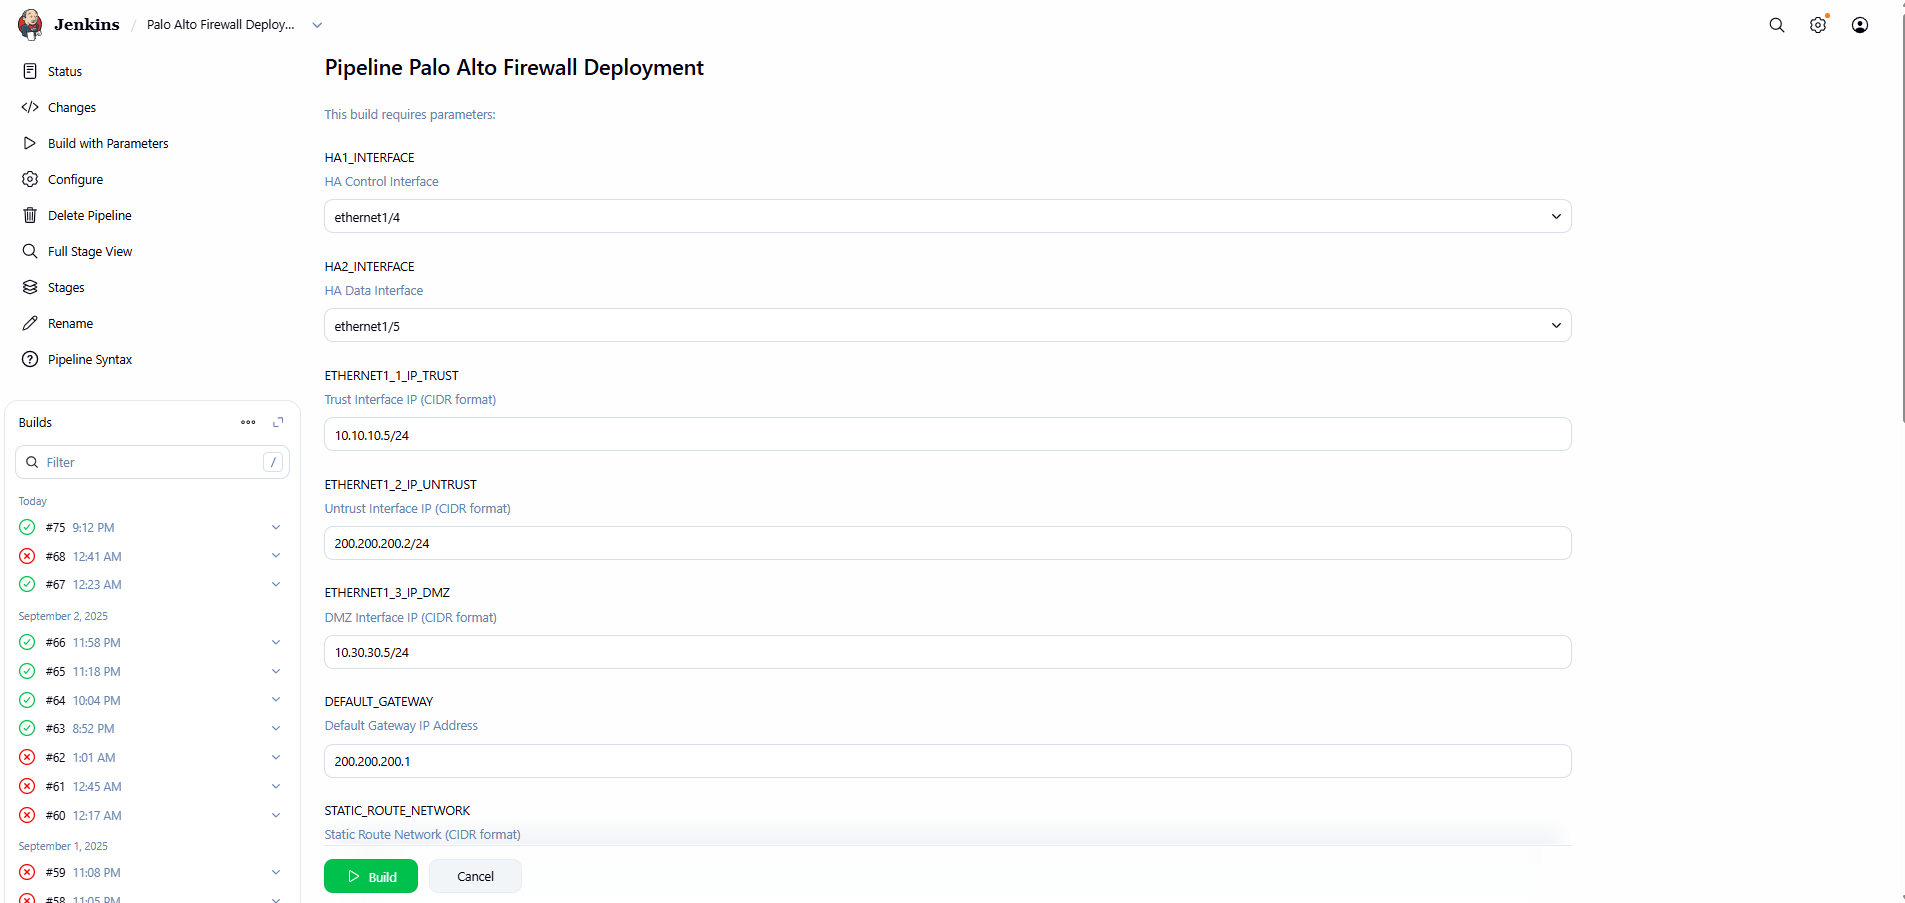 Jenkins / Palo Alto Firewall Deploy...
Status
Changes
Build with Parameters
Configure
Delete Pipeline
Full Stage View
Stages
Rename
Pipeline Syntax
Builds
Filter /
Today
#75 9:12 PM
#68 12:41 AM
#67 12:23 AM
September 2, 2025
#66 11:58 PM
#65 11:18 PM
#64 10:04 PM
#63 8:52 PM
#62 1:01 AM
#61 12:45 AM
#60 12:17 AM
September 1, 2025
#59 11:08 PM
#58 11:05 PM
Pipeline Palo Alto Firewall Deployment
This build requires parameters:
HA1_INTERFACE
HA Control Interface
ethernet1/4
HA2_INTERFACE
HA Data Interface
ethernet1/5
ETHERNET1_1_IP_TRUST
Trust Interface IP (CIDR format)
10.10.10.5/24
ETHERNET1_2_IP_UNTRUST
Untrust Interface IP (CIDR format)
200.200.200.2/24
ETHERNET1_3_IP_DMZ
DMZ Interface IP (CIDR format)
10.30.30.5/24
DEFAULT_GATEWAY
Default Gateway IP Address
200.200.200.1
STATIC_ROUTE_NETWORK
Static Route Network (CIDR format)
Build
Cancel